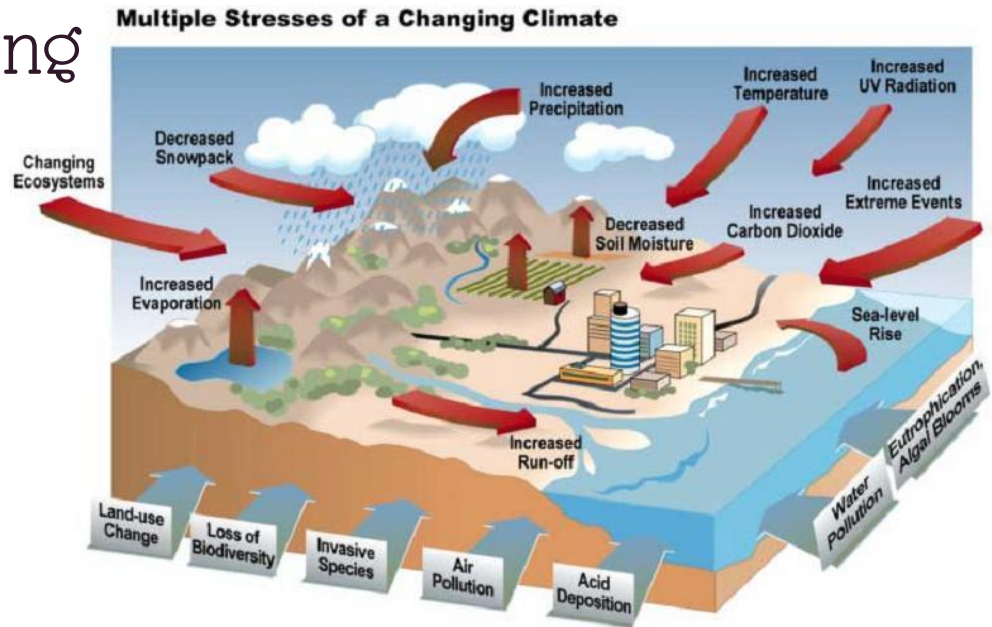 Multiple Stresses of a Changing Climate
ng
Increased
Precipitation
Increased
Temperature
Increased
UV Radiation
Decreased
Snowpack
Changing
Ecosystems
Increased
Extreme Events
Decreased
Soil Moisture
Increased
Carbon Dioxide
Increased
Evaporation
Sea-level
Rise
Increased
Run-off
Eutrophication,
Algal Blooms
Water
Pollution
Land-use
Change
Loss of
Biodiversity
Invasive
Species
Air
Pollution
Acid
Deposition